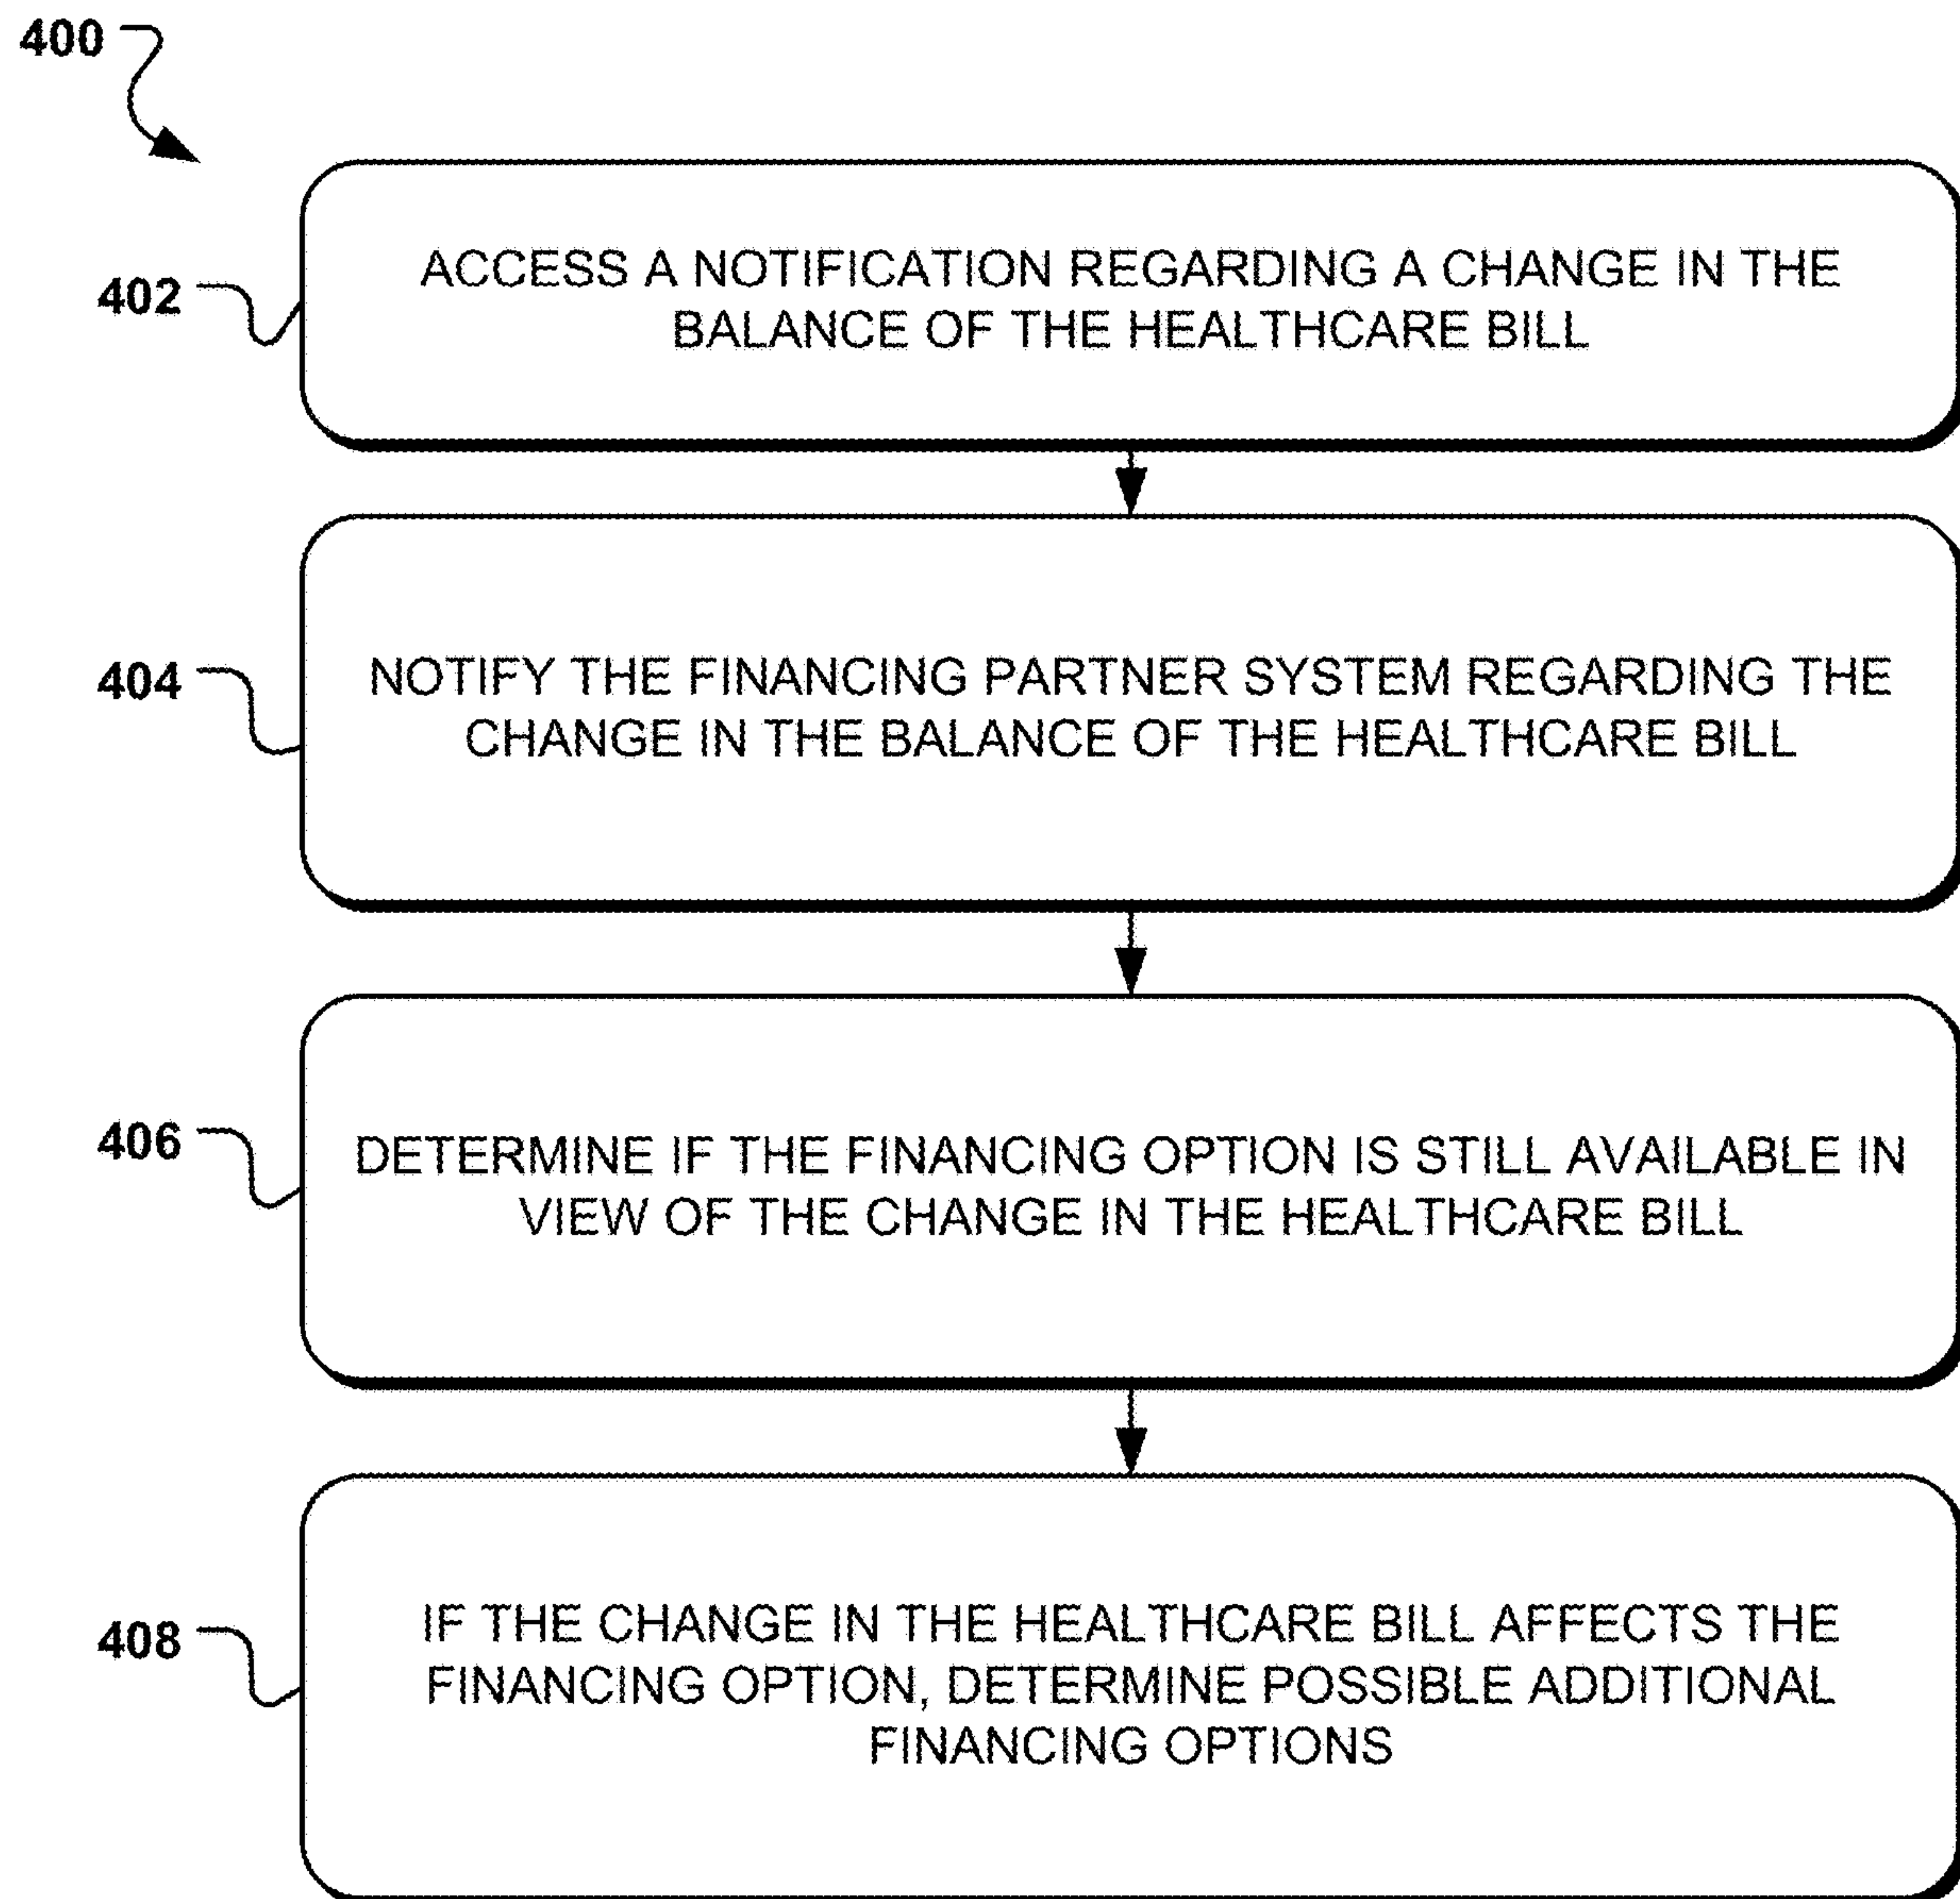 400
402
ACCESS A NOTIFICATION REGARDING A CHANGE IN THE
BALANCE OF THE HEALTHCARE BILL
404
NOTIFY THE FINANCING PARTNER SYSTEM REGARDING THE
CHANGE IN THE BALANCE OF THE HEALTHCARE BILL
406
DETERMINE IF THE FINANCING OPTION IS STILL AVAILABLE IN
VIEW OF THE CHANGE IN THE HEALTHCARE BILL
408
IF THE CHANGE IN THE HEALTHCARE BILL AFFECTS THE
FINANCING OPTION, DETERMINE POSSIBLE ADDITIONAL
FINANCING OPTIONS